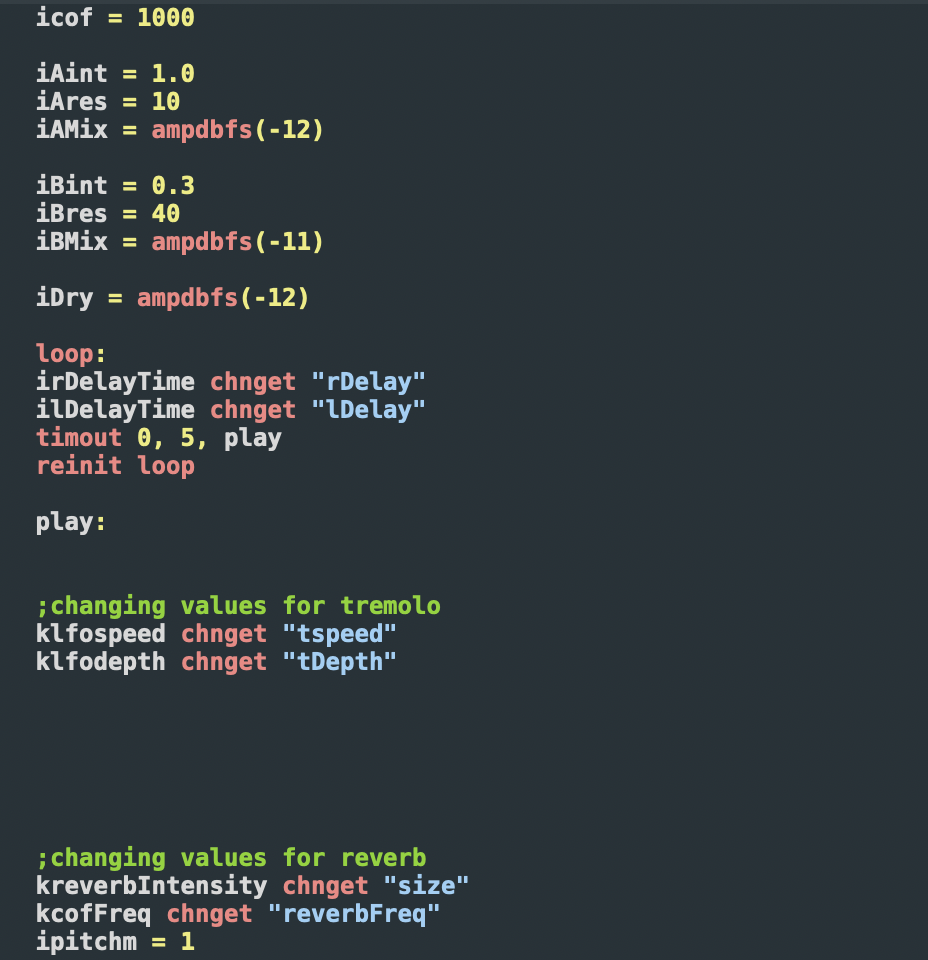 icof = 1000
iAint = 1.0
iAres = 10
iAMix = ampdbfs(-12)
iBint = 0.3
iBres = 40
iBMix = ampdbfs(-11)
iDry = ampdbfs(-12)
loop:
irDelayTime chnget "rDelay"
ilDelayTime chnget "lDelay"
timout 0, 5, play
reinit loop
play:
;changing values for tremolo
klfospeed chnget "tspeed"
klfodepth chnget "tDepth"
;changing values for reverb
kreverbIntensity chnget "size"
kcofFreq chnget "reverbFreq"
ipitchm = 1